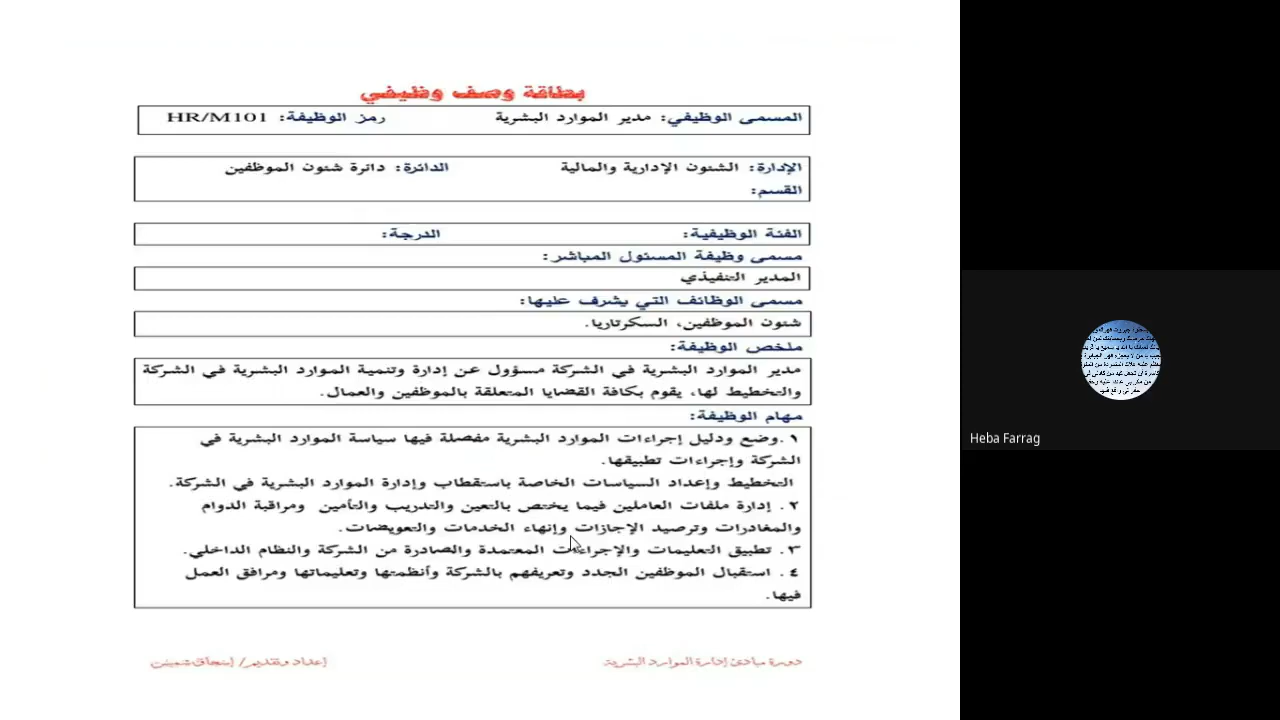 بطاقة وصف وظيفي
المسمى الوظيفي: مدير الموارد البشرية رمز الوظيفة: HR/M101
الإدارة: الشئون الإدارية والمالية الدائرة: دائرة شئون الموظفين
القسم:
الفئة الوظيفية: الدرجة:
مسمى وظيفة المسئول المباشر:
المدير التنفيذي
مسمى الوظائف التي يشرف عليها:
شئون الموظفين، السكرتاريا.
ملخص الوظيفة:
مدير الموارد البشرية في الشركة مسؤول عن إدارة وتنمية الموارد البشرية في الشركة
والتخطيط لها، يقوم بكافة القضايا المتعلقة بالموظفين والعمال.
مهام الوظيفة:
١.وضع ودليل إجراءات الموارد البشرية مفصلة فيها سياسة الموارد البشرية في
الشركة وإجراءات تطبيقها.
التخطيط وإعداد السياسات الخاصة باستقطاب وإدارة الموارد البشرية في الشركة.
٢. إدارة ملفات العاملين فيما يختص بالتعين والتدريب والتأمين ومراقبة الدوام
والمغادرات وترصيد الإجازات وإنهاء الخدمات والتعويضات.
٣. تطبيق التعليمات والإجراءات المعتمدة والصادرة من الشركة والنظام الداخلي.
٤. استقبال الموظفين الجدد وتعريفهم بالشركة وأنظمتها وتعليماتها ومرافق العمل
فيها.
دورة مبادئ إدارة الموارد البشرية إعداد وتقديم/
Heba Farrag